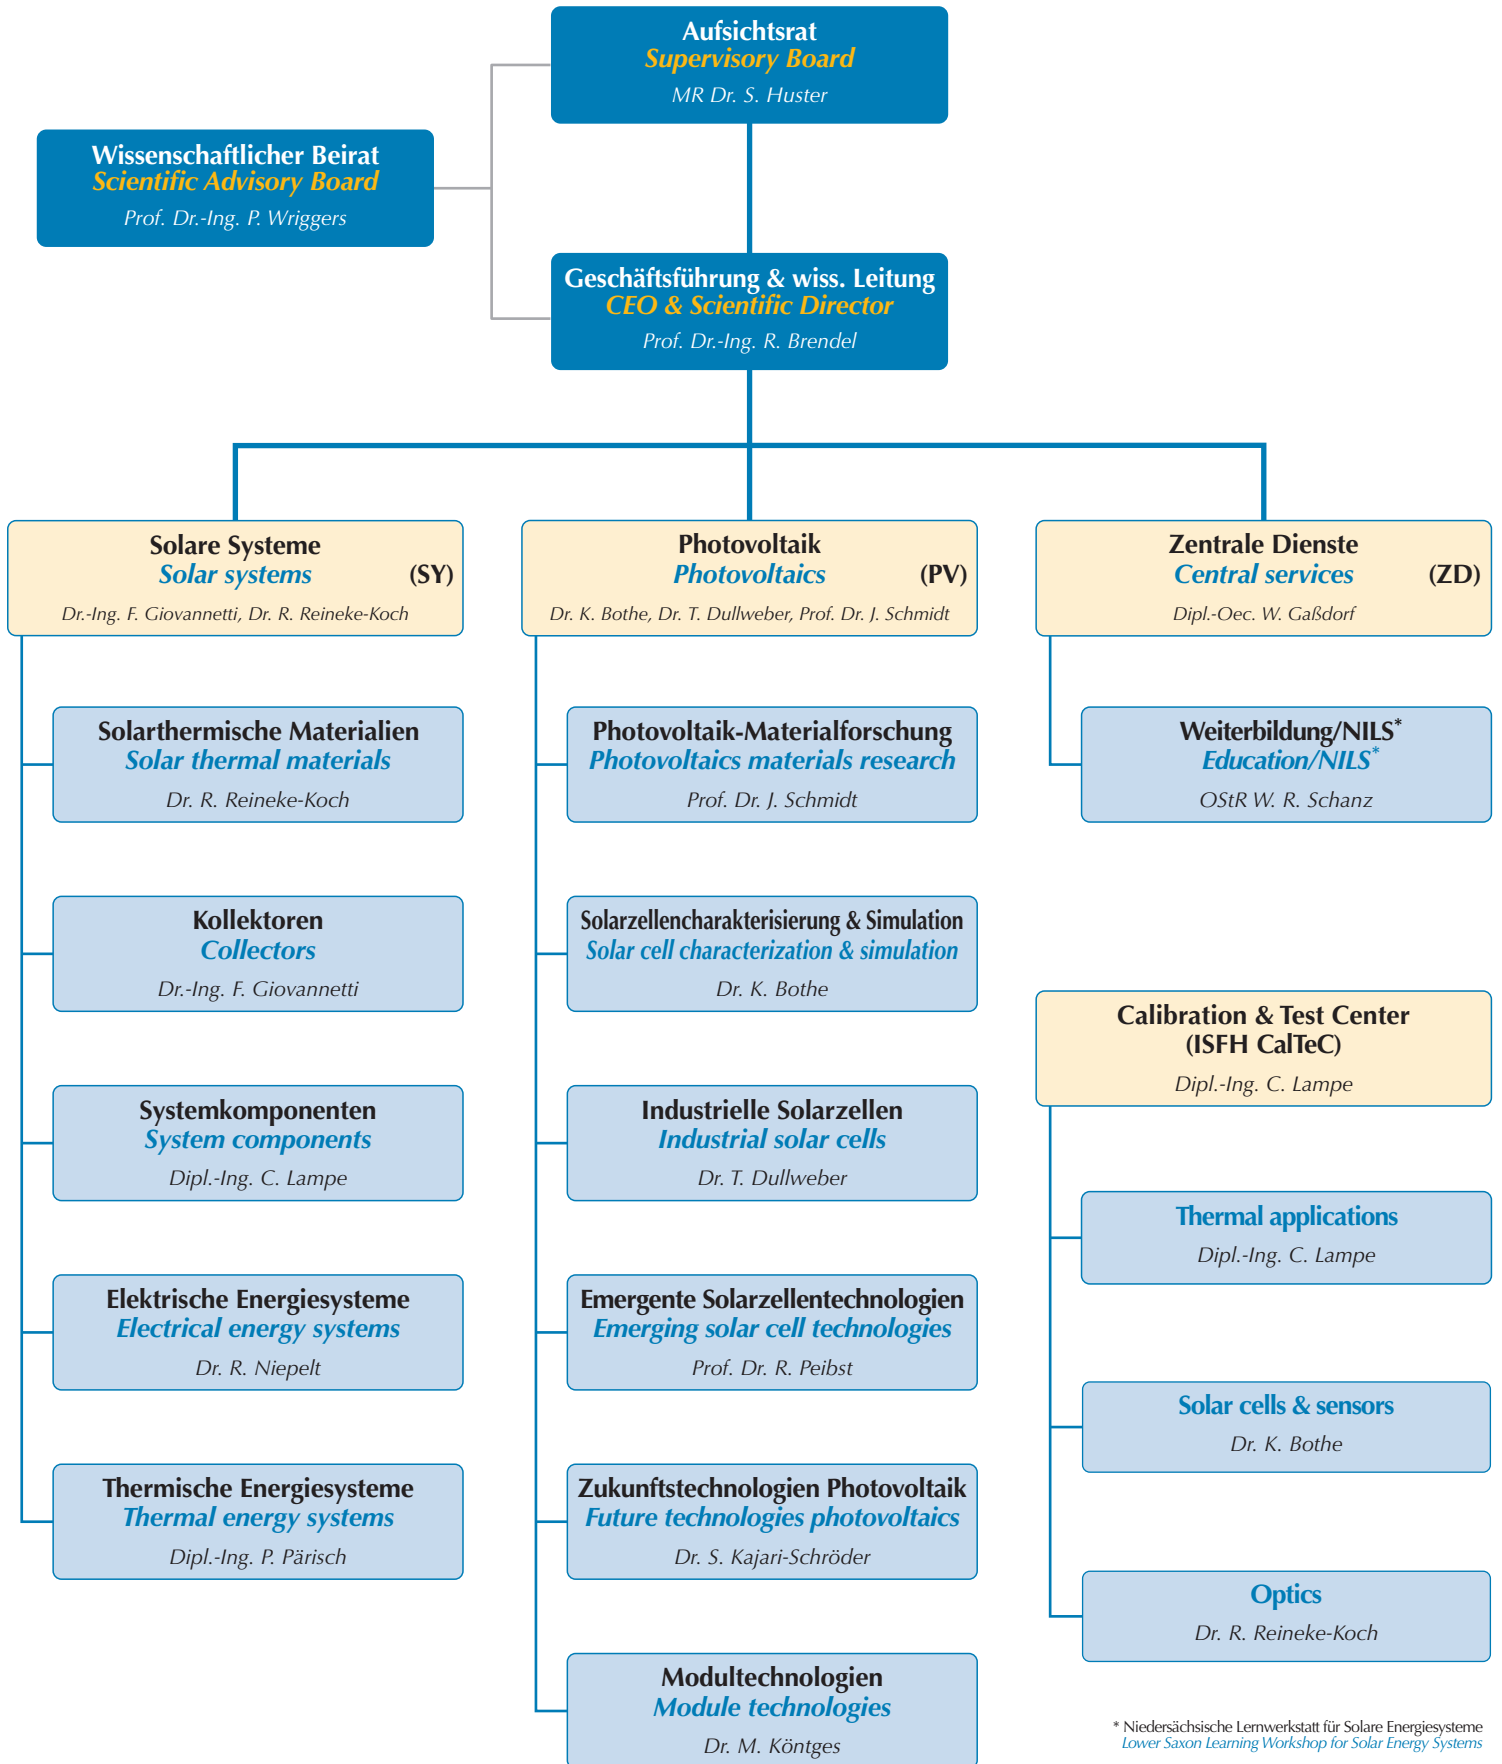 Aufsichtsrat
Supervisory Board
MR Dr. S. Huster
Wissenschaftlicher Beirat
Scientific Advisory Board
Prof. Dr.-Ing. P. Wriggers
Geschäftsführung & wiss. Leitung
CEO & Scientific Director
Prof. Dr.-Ing. R. Brendel
Solare Systeme
Solar systems (SY)
Dr.-Ing. F. Giovannetti, Dr. R. Reineke-Koch
Solarthermische Materialien
Solar thermal materials
Dr. R. Reineke-Koch
Kollektoren
Collectors
Dr.-Ing. F. Giovannetti
Systemkomponenten
System components
Dipl.-Ing. C. Lampe
Elektrische Energiesysteme
Electrical energy systems
Dr. R. Niepelt
Thermische Energiesysteme
Thermal energy systems
Dipl.-Ing. P. Pärisch
Photovoltaik
Photovoltaics (PV)
Dr. K. Bothe, Dr. T. Dullweber, Prof. Dr. J. Schmidt
Photovoltaik-Materialforschung
Photovoltaics materials research
Prof. Dr. J. Schmidt
Solarzellencharakterisierung & Simulation
Solar cell characterization & simulation
Dr. K. Bothe
Industrielle Solarzellen
Industrial solar cells
Dr. T. Dullweber
Emergente Solarzellentechnologien
Emerging solar cell technologies
Prof. Dr. R. Peibst
Zukunftstechnologien Photovoltaik
Future technologies photovoltaics
Dr. S. Kajari-Schröder
Modultechnologien
Module technologies
Dr. M. Köntges
Zentrale Dienste
Central services (ZD)
Dipl.-Oec. W. Gaßdorf
Weiterbildung/NILS*
Education/NILS*
OStR W. R. Schanz
Calibration & Test Center
(ISFH CalTeC)
Dipl.-Ing. C. Lampe
Thermal applications
Dipl.-Ing. C. Lampe
Solar cells & sensors
Dr. K. Bothe
Optics
Dr. R. Reineke-Koch
* Niedersächsische Lernwerkstatt für Solare Energiesysteme
Lower Saxon Learning Workshop for Solar Energy Systems